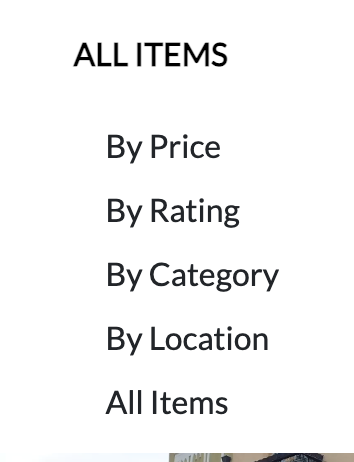 ALL ITEMS
By Price
By Rating
By Category
By Location
All Items